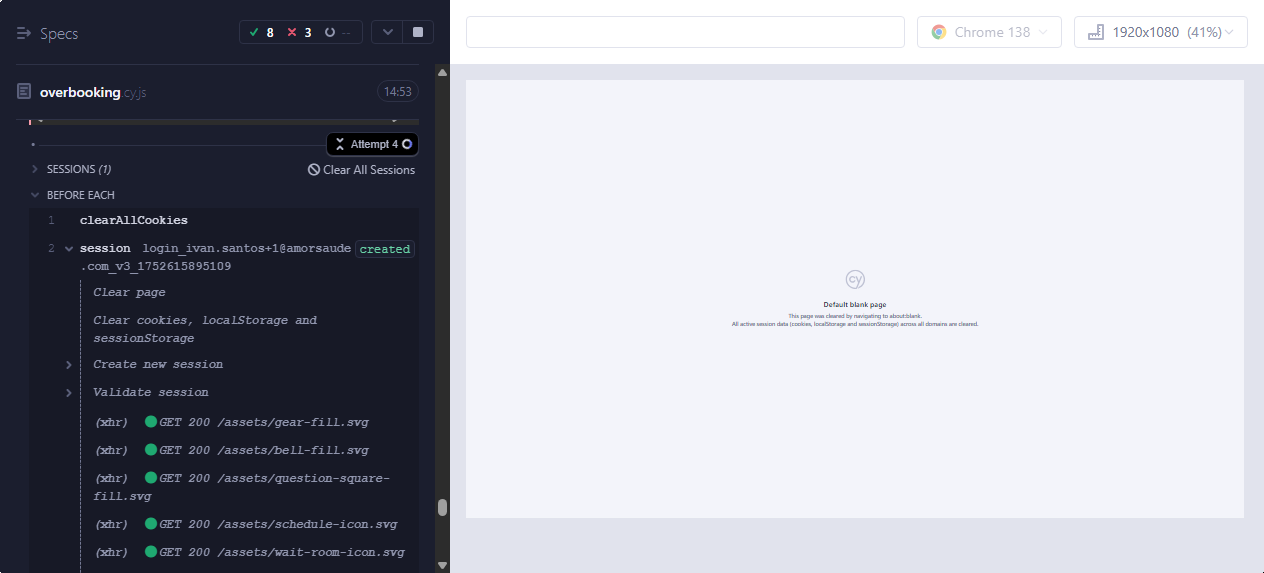 Specs
8 3 --
overbooking.cy.js
14:53
Attempt 4
SESSIONS (1)
Clear All Sessions
BEFORE EACH
1 clearAllCookies
2 session login_ivan.santos+1@amorsaude created
.com_v3_1752615895109
Clear page
Clear cookies, localStorage and
sessionStorage
Create new session
Validate session
(xhr) GET 200 /assets/gear-fill.svg
(xhr) GET 200 /assets/bell-fill.svg
(xhr) GET 200 /assets/question-square-
fill.svg
(xhr) GET 200 /assets/schedule-icon.svg
(xhr) GET 200 /assets/wait-room-icon.svg
Chrome 138
1920x1080 (41%)
cy
Default blank page
This page was cleared by navigating to about:blank.
All active session data (cookies, localStorage and sessionStorage) across all domains are cleared.